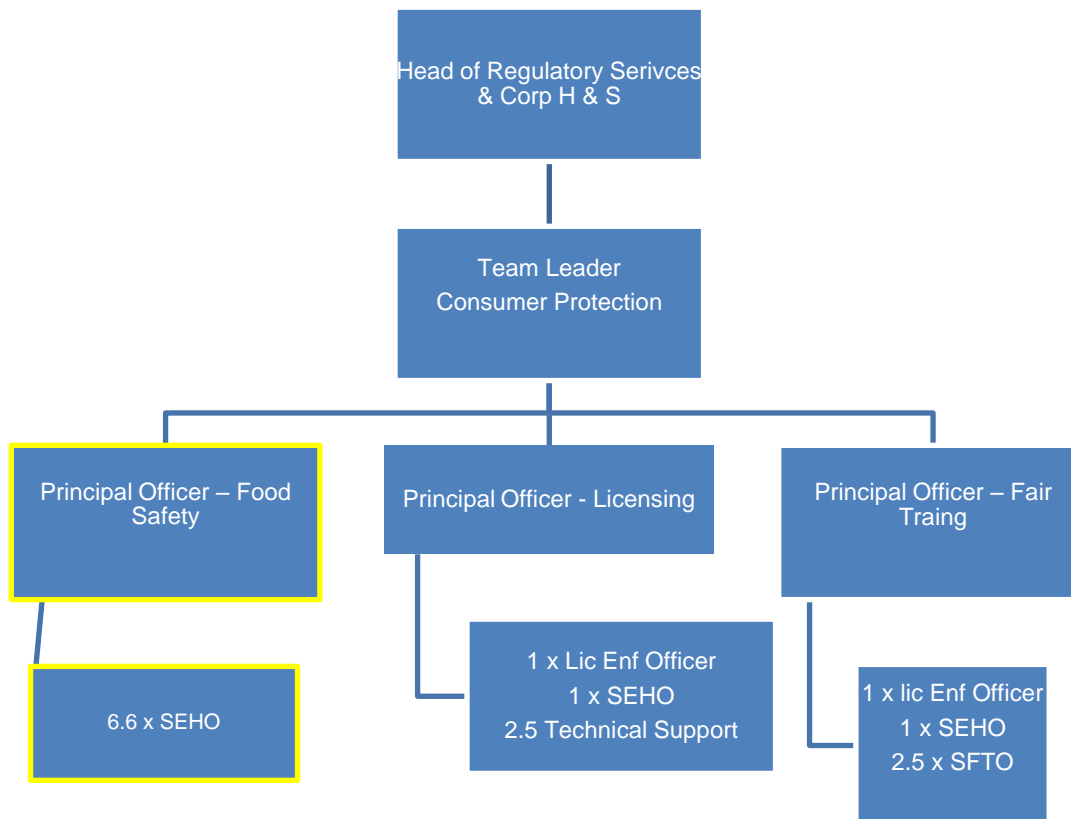 Head of Regulatory Serivces
& Corp H & S
Team Leader
Consumer Protection
Principal Officer – Food
Safety
Principal Officer - Licensing
Principal Officer – Fair
Traing
6.6 x SEHO
1 x Lic Enf Officer
1 x SEHO
2.5 Technical Support
1 x lic Enf Officer
1 x SEHO
2.5 x SFTO